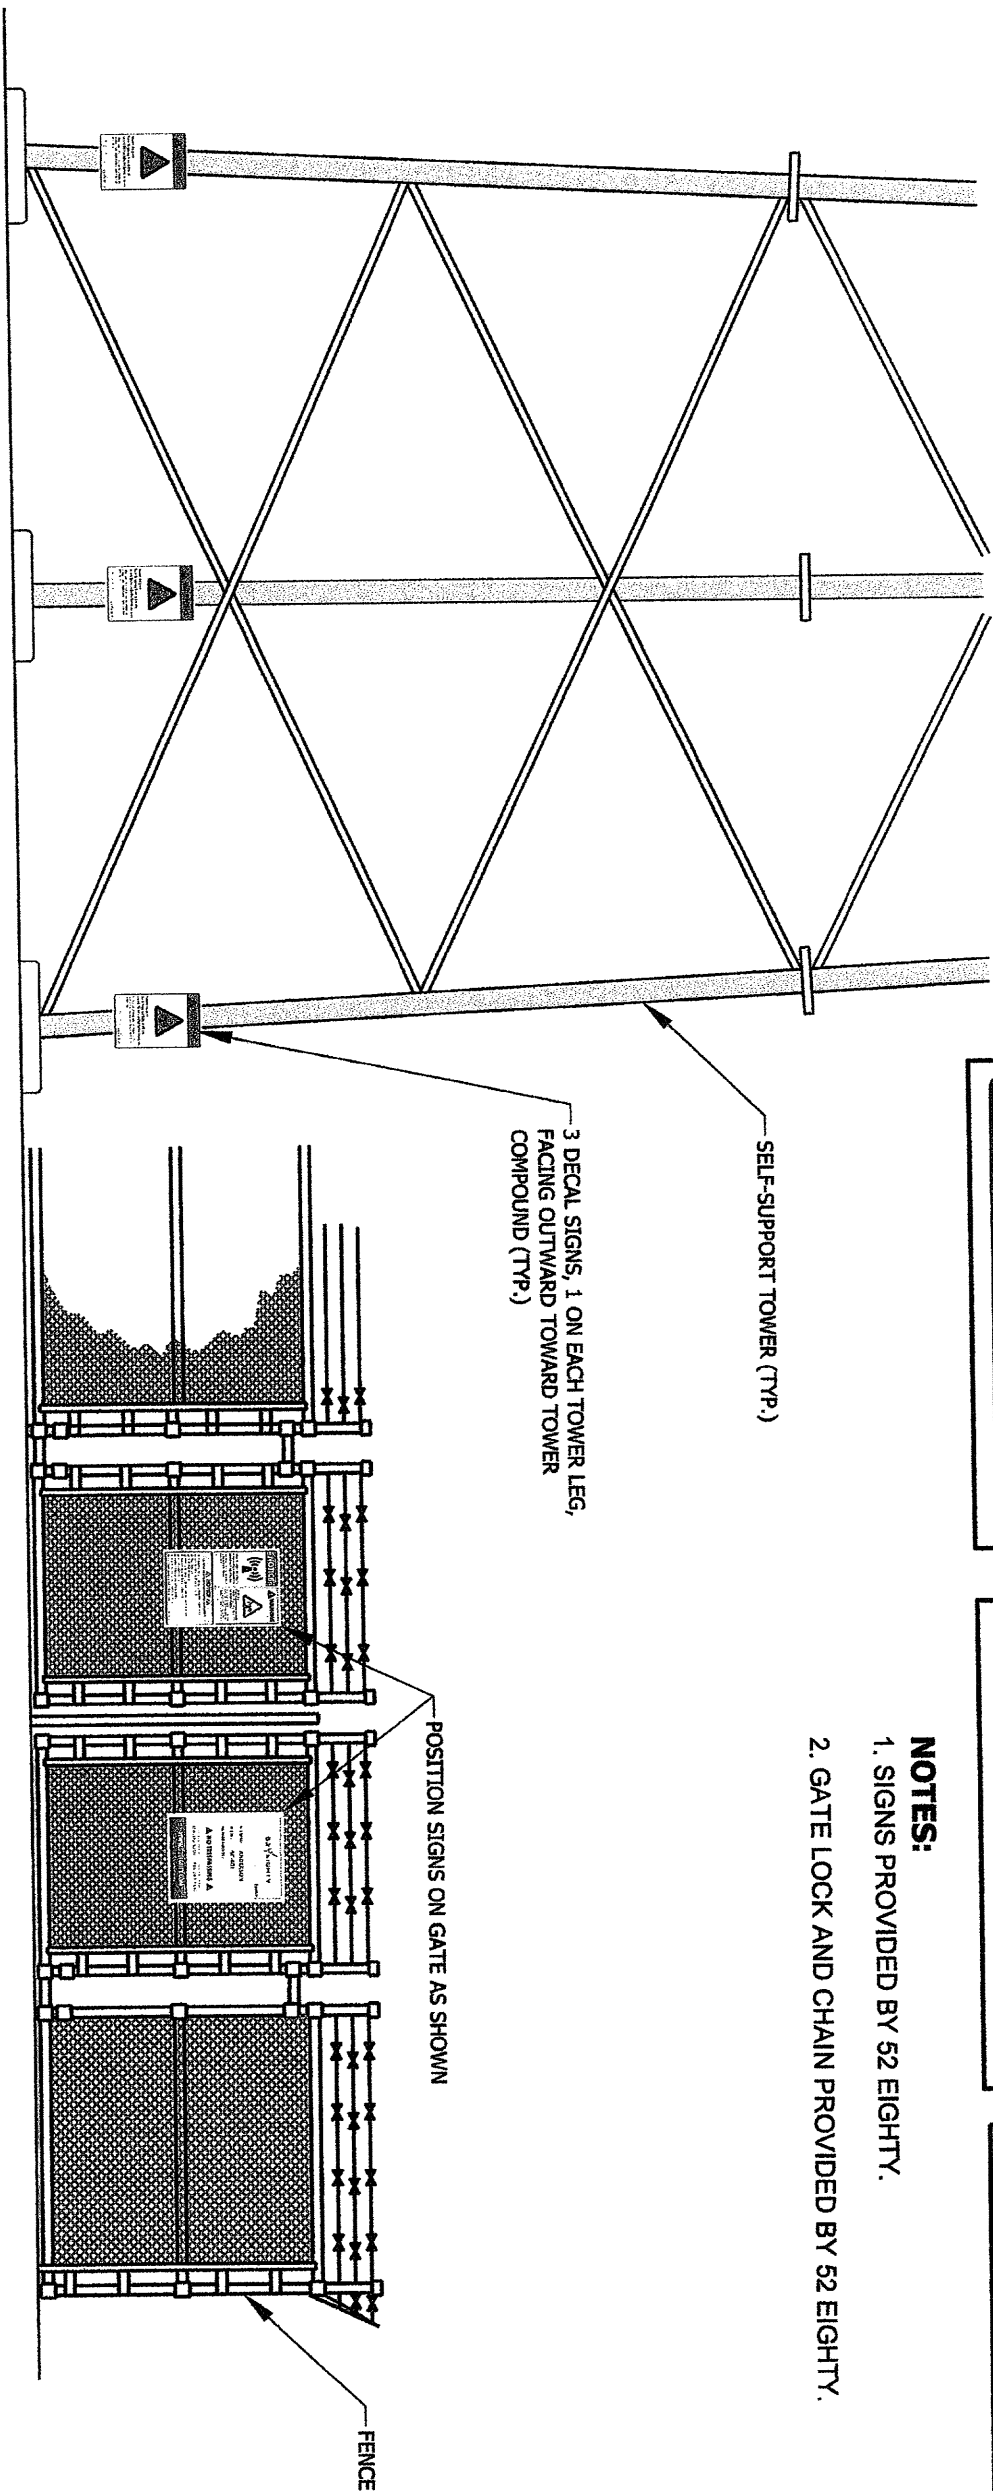 NOTES:
1. SIGNS PROVIDED BY 52 EIGHTY.
2. GATE LOCK AND CHAIN PROVIDED BY 52 EIGHTY.
SELF-SUPPORT TOWER (TYP.)
3 DECAL SIGNS, 1 ON EACH TOWER LEG,
FACING OUTWARD TOWARD TOWER
COMPOUND (TYP.)
POSITION SIGNS ON GATE AS SHOWN
FENCE